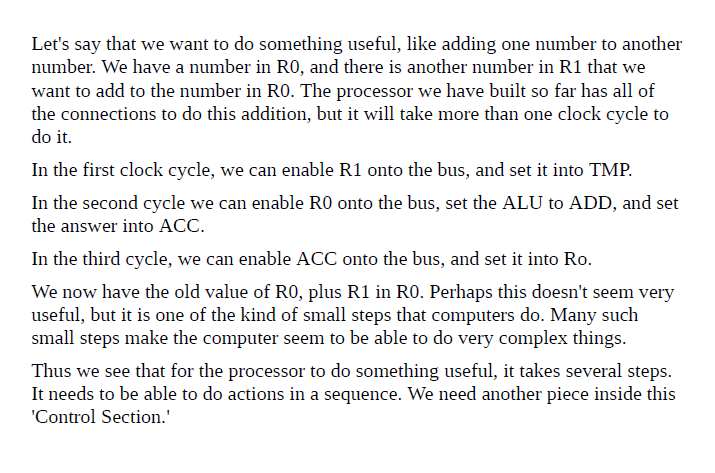 Let's say that we want to do something useful, like adding one number to another
number. We have a number in R0, and there is another number in R1 that we
want to add to the number in R0. The processor we have built so far has all of
the connections to do this addition, but it will take more than one clock cycle to
do it.
In the first clock cycle, we can enable R1 onto the bus, and set it into TMP.
In the second cycle we can enable R0 onto the bus, set the ALU to ADD, and set
the answer into ACC.
In the third cycle, we can enable ACC onto the bus, and set it into Ro.
We now have the old value of R0, plus R1 in R0. Perhaps this doesn't seem very
useful, but it is one of the kind of small steps that computers do. Many such
small steps make the computer seem to be able to do very complex things.
Thus we see that for the processor to do something useful, it takes several steps.
It needs to be able to do actions in a sequence. We need another piece inside this
'Control Section.'